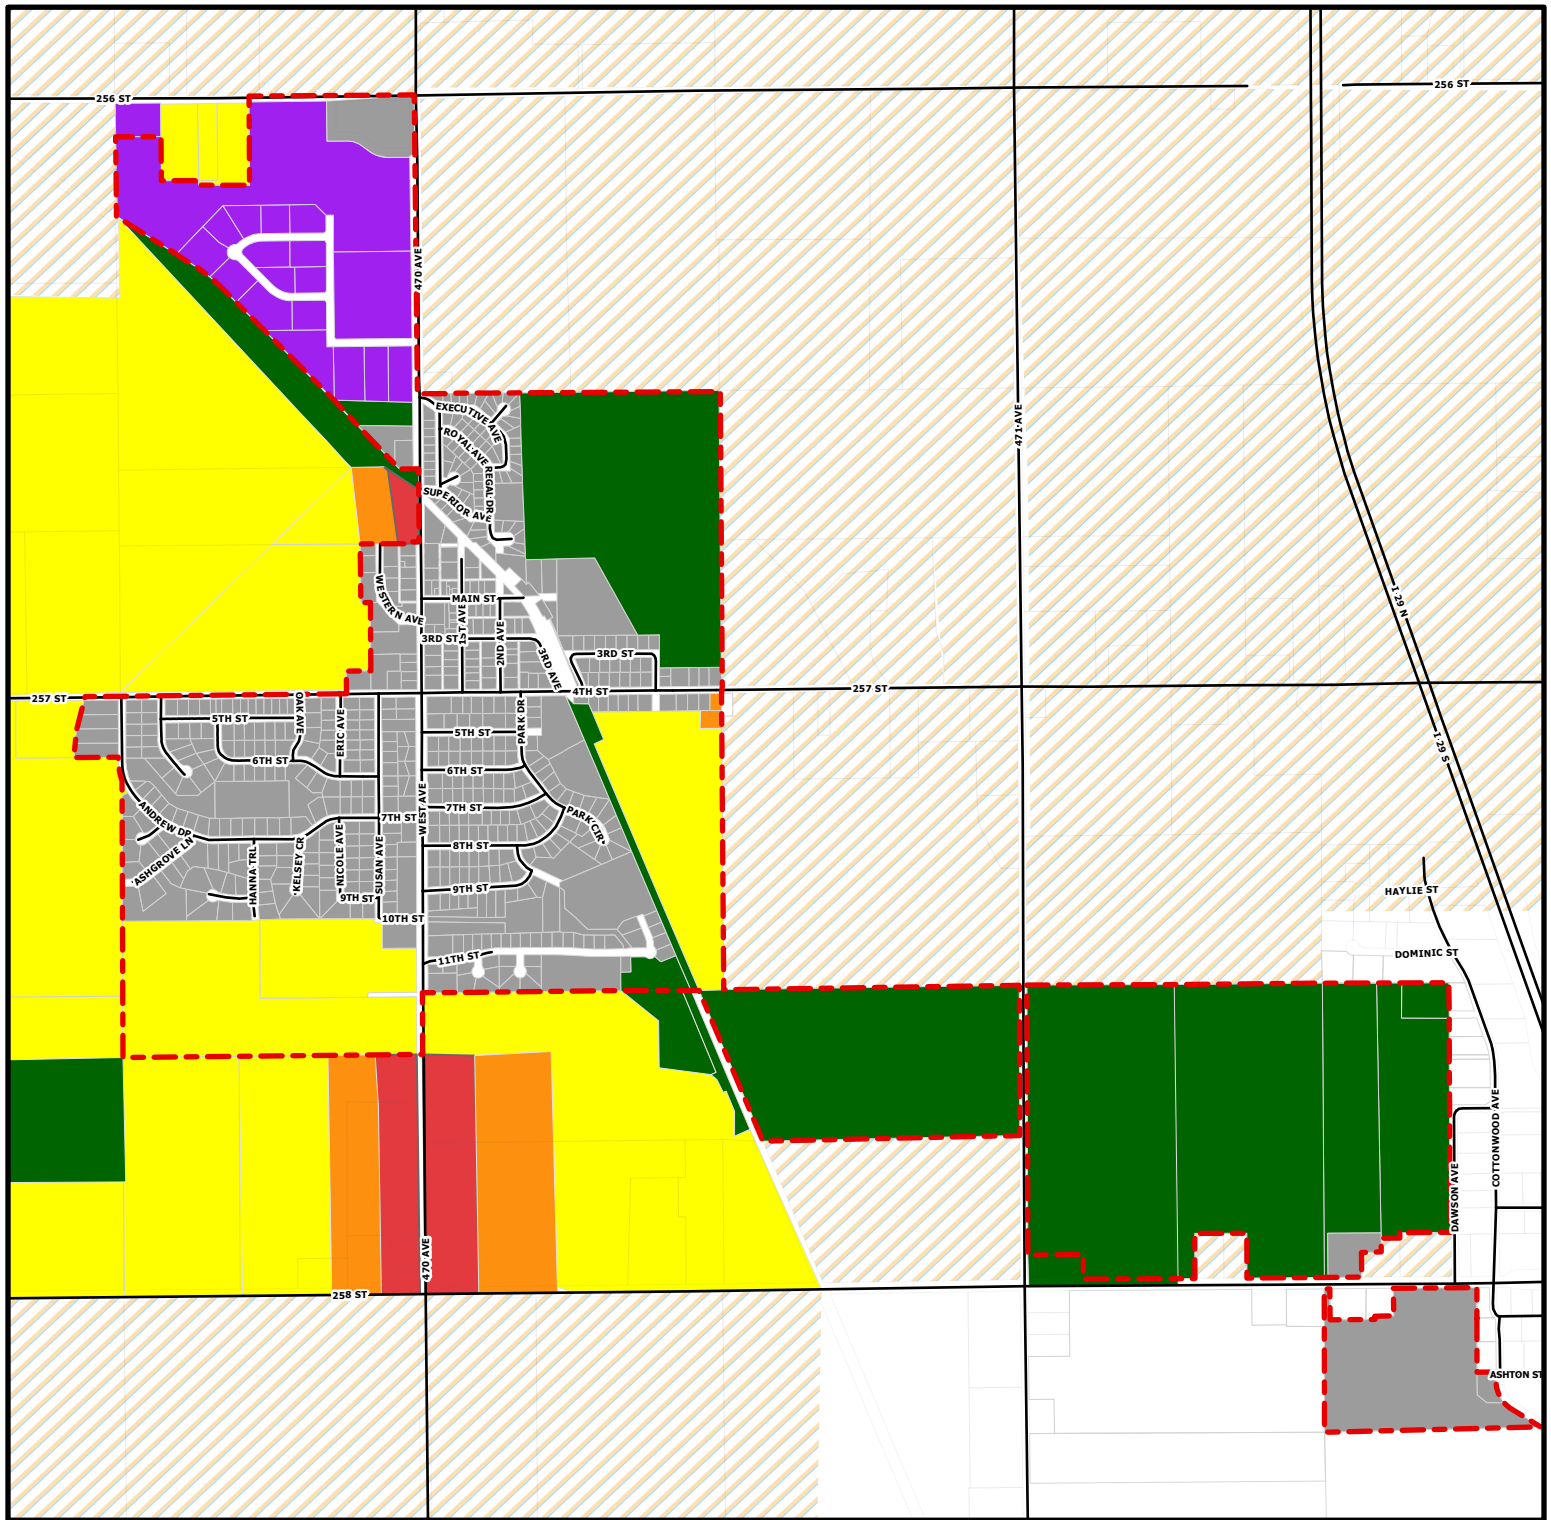 256 ST
256 ST
470 AVE
EXECUTIVE AVE
ROYAL AVE
REGAL DR
SUPERIOR AVE
471 AVE
WESTERN AVE
MAIN ST
1ST AVE
2ND AVE
3RD ST
3RD AVE
3RD ST
I 29 N
257 ST
4TH ST
257 ST
OAK AVE
5TH ST
ERIC AVE
PARK DR
5TH ST
6TH ST
6TH ST
I 29 S
ANDREW DR
7TH ST
WEST AVE
7TH ST
PARK CIR
ASHGROVE LN
HANNA TRL
KELSEY CR
NICOLE AVE
SUSAN AVE
8TH ST
9TH ST
9TH ST
10TH ST
HAYLIE ST
11TH ST
DOMINIC ST
COTTONWOOD AVE
DAWSON AVE
470 AVE
258 ST
ASHTON ST